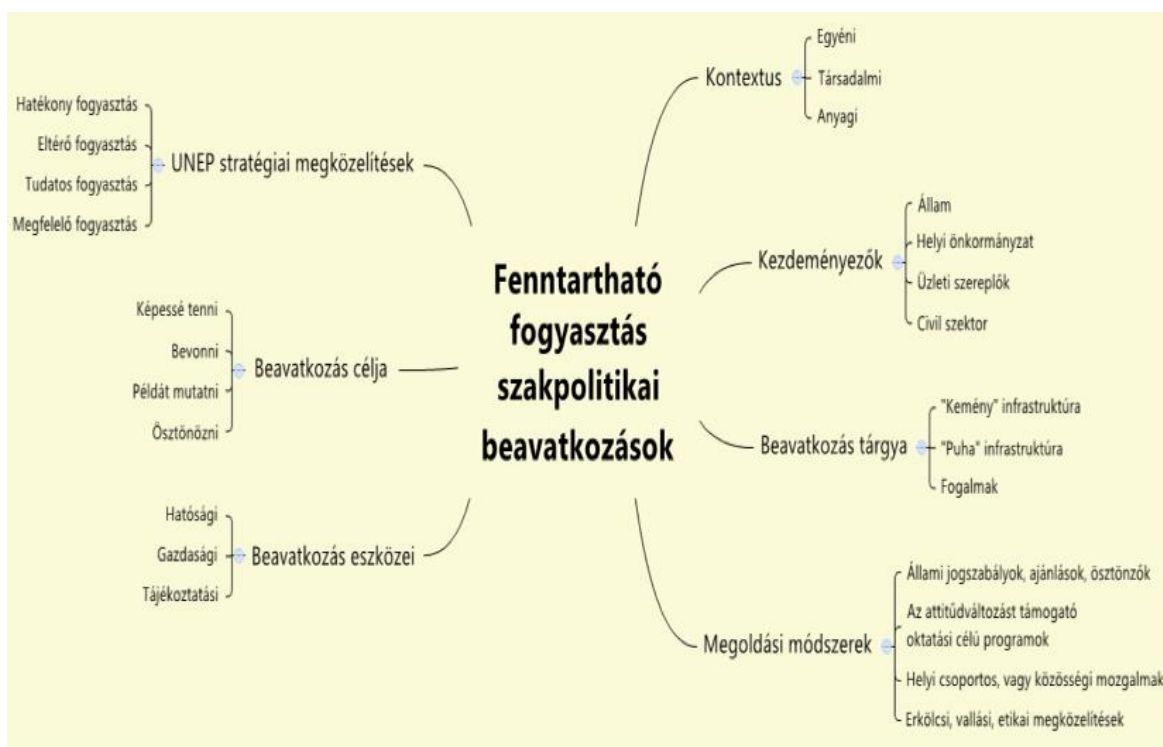 Hatékony fogyasztás
Eltérő fogyasztás
UNEP stratégiai megközelítések
Tudatos fogyasztás
Megfelelő fogyasztás
Képessé tenni
Bevonni
Beavatkozás célja
Példát mutatni
Ösztönözni
Hatósági
Gazdasági
Beavatkozás eszközei
Tájékoztatási
Fenntartható
fogyasztás
szakpolitikai
beavatkozások
Egyéni
Kontextus
Társadalmi
Anyagi
Állam
Helyi önkormányzat
Kezdeményezők
Üzleti szereplők
Civil szektor
"Kemény" infrastruktúra
Beavatkozás tárgya
"Puha" infrastruktúra
Fogalmak
Állami jogszabályok, ajánlások, ösztönzők
Az attitűdváltozást támogató
oktatási célú programok
Megoldási módszerek
Helyi csoportos, vagy közösségi mozgalmak
Erkölcsi, vallási, etikai megközelítések